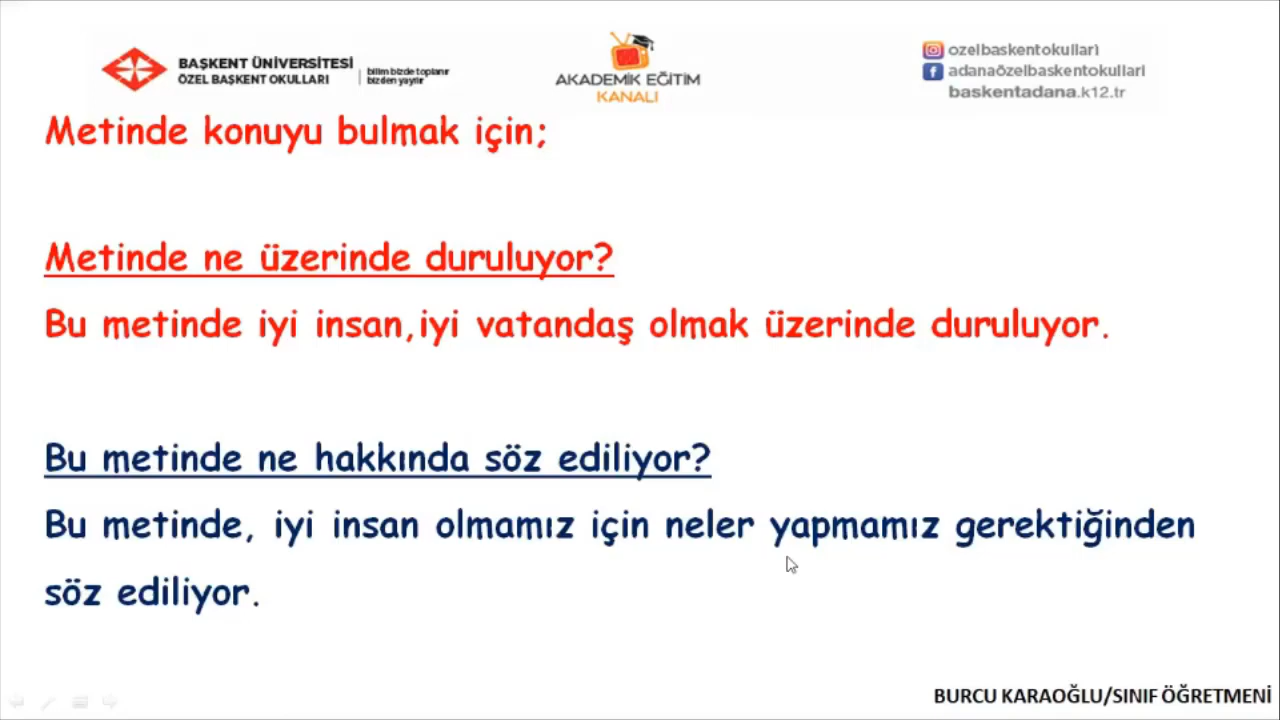 BAŞKENT ÜNİVERSİTESİ
ÖZEL BAŞKENT OKULLARI
bilim bizde toplanır
bizden yayılır
AKADEMİK EĞİTİM
KANALI
ozelbaskentokullari
adanaözelbaskentokullari
baskentadana.k12.tr
Metinde konuyu bulmak için;
Metinde ne üzerinde duruluyor?
Bu metinde iyi insan,iyi vatandaş olmak üzerinde duruluyor.
Bu metinde ne hakkında söz ediliyor?
Bu metinde, iyi insan olmamız için neler yapmamız gerektiğinden
söz ediliyor.
BURCU KARAOĞLU/SINIF ÖĞRETMENİ